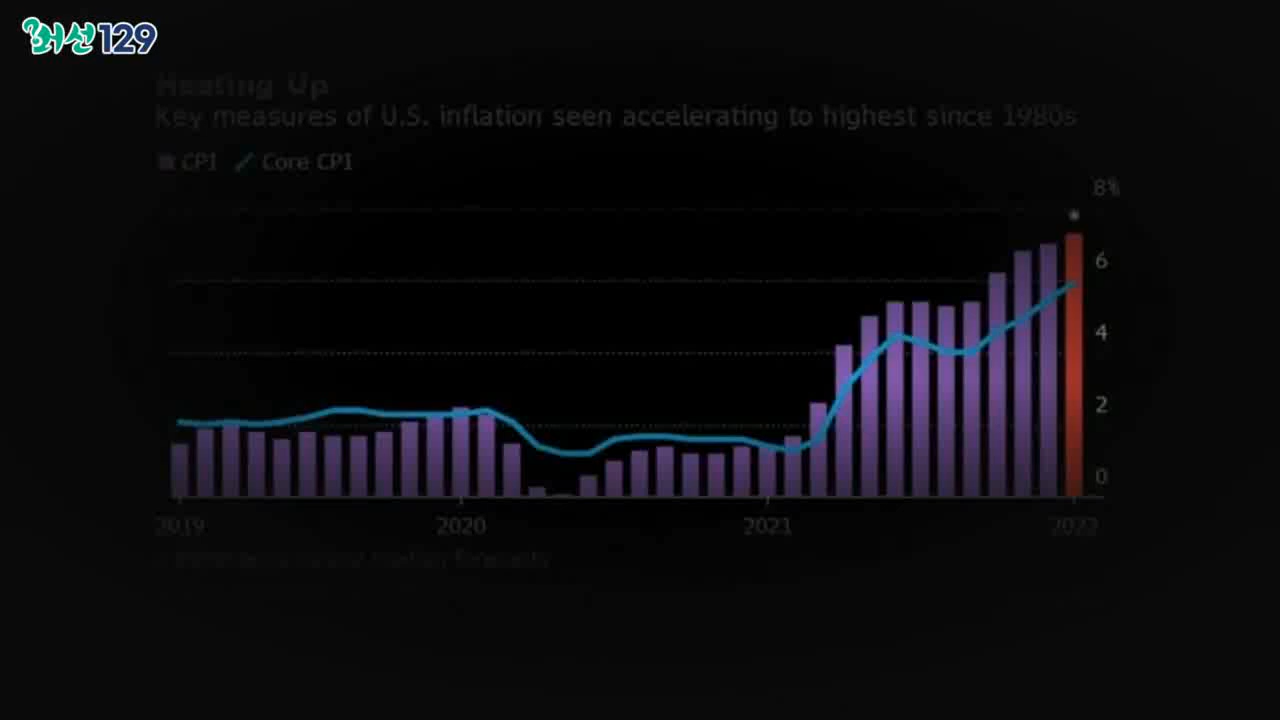 머선129
Heating Up
Key measures of U.S. inflation seen accelerating to highest since 1980s
CPI Core CPI
8%
6
4
2
0
2019 2020 2021 2022